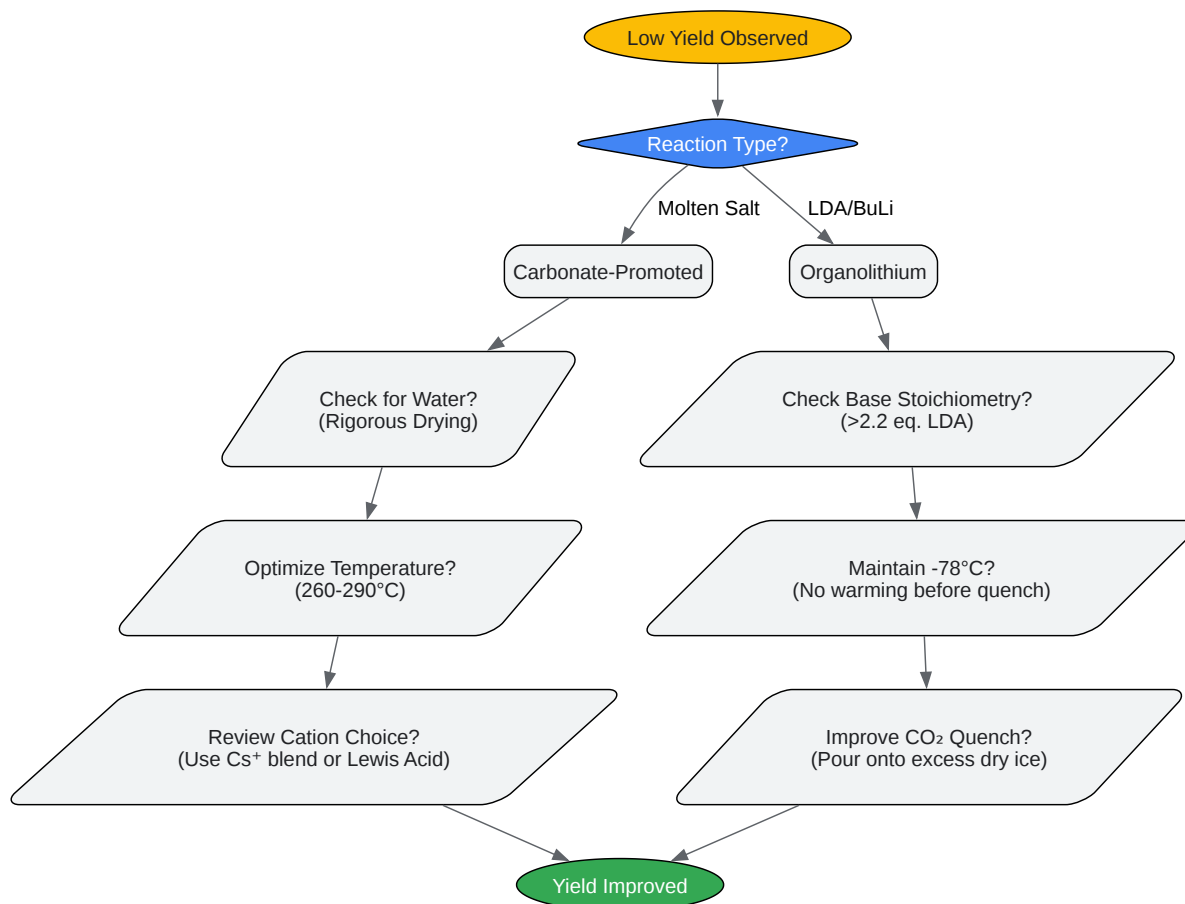 Low Yield Observed
Reaction Type?
Molten Salt
LDA/BuLi
Carbonate-Promoted
Organolithium
Check for Water?
(Rigorous Drying)
Check Base Stoichiometry?
(>2.2 eq. LDA)
Optimize Temperature?
(260-290°C)
Maintain -78°C?
(No warming before quench)
Review Cation Choice?
(Use Cs⁺ blend or Lewis Acid)
Improve CO₂ Quench?
(Pour onto excess dry ice)
Yield Improved